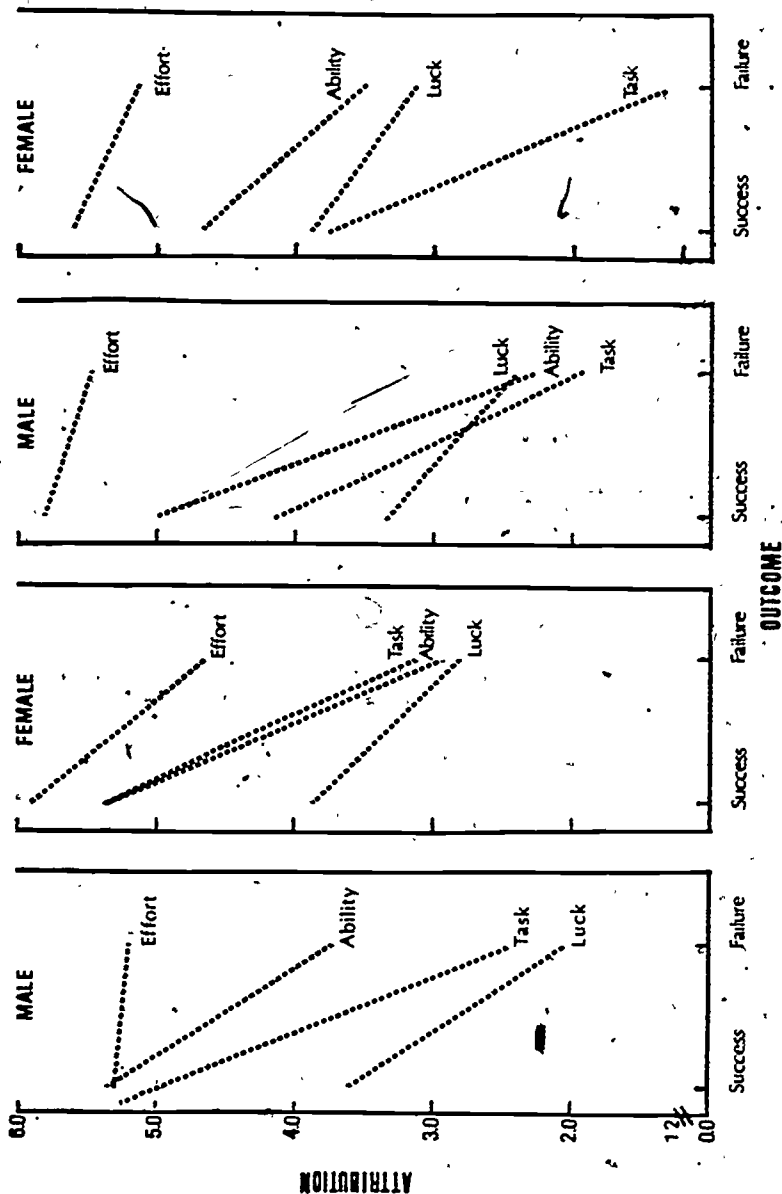 MALE
FEMALE
MALE
FEMALE
ATTRIBUTION
6.0
5.0
4.0
3.0
2.0
1.2
0.0
Effort
Ability
Task
Luck
Success
Failure
Effort
Task
Ability
Luck
Success
Failure
Effort
Luck
Ability
Task
Success
Failure
Effort
Ability
Luck
Task
Success
Failure
OUTCOME